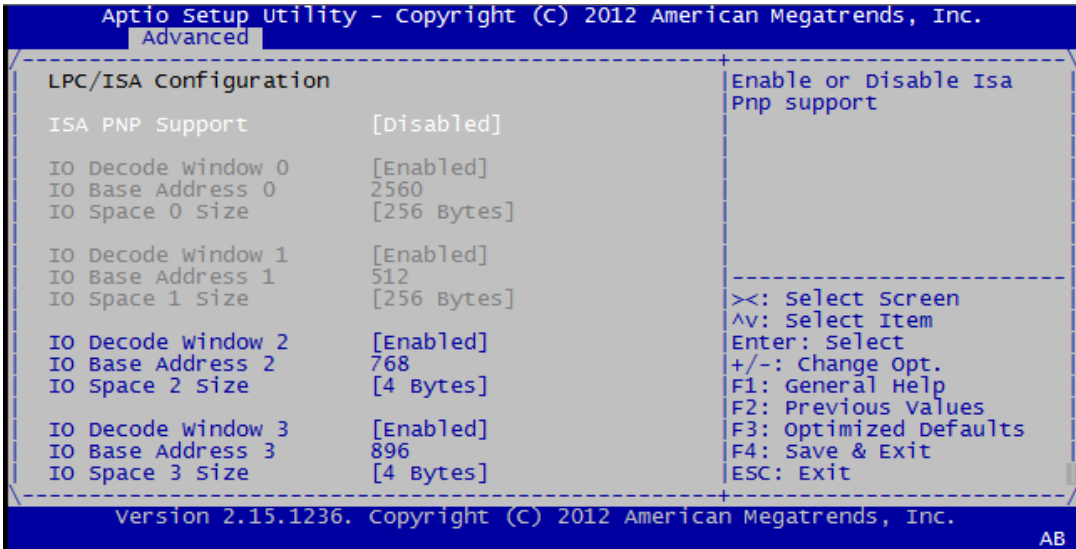 Aptio Setup Utility - Copyright (C) 2012 American Megatrends, Inc.
Advanced
LPC/ISA Configuration
ISA PNP Support [Disabled]
IO Decode Window 0 [Enabled]
IO Base Address 0 2560
IO Space 0 Size [256 Bytes]
IO Decode Window 1 [Enabled]
IO Base Address 1 512
IO Space 1 Size [256 Bytes]
IO Decode Window 2 [Enabled]
IO Base Address 2 768
IO Space 2 Size [4 Bytes]
IO Decode Window 3 [Enabled]
IO Base Address 3 896
IO Space 3 Size [4 Bytes]
Enable or Disable Isa
Pnp support
><: Select Screen
^v: Select Item
Enter: Select
+/-: Change Opt.
F1: General Help
F2: Previous Values
F3: Optimized Defaults
F4: Save & Exit
ESC: Exit
Version 2.15.1236. Copyright (C) 2012 American Megatrends, Inc.
AB